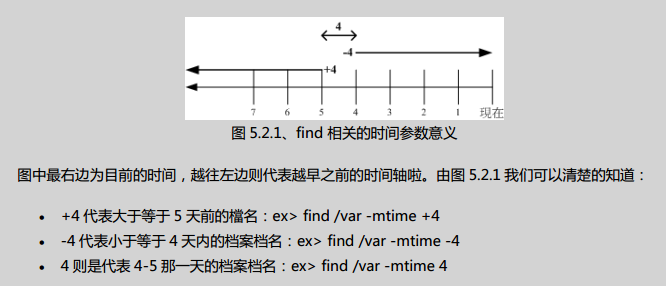 4
-4
+4
7 6 5 4 3 2 1 現在
图 5.2.1、find 相关的时间参数意义
图中最右边为目前的时间，越往左边则代表越早之前的时间轴啦。由图 5.2.1 我们可以清楚的知道：
• +4 代表大于等于 5 天前的檔名：ex> find /var -mtime +4
• -4 代表小于等于 4 天内的档案档名：ex> find /var -mtime -4
• 4 则是代表 4-5 那一天的档案档名：ex> find /var -mtime 4